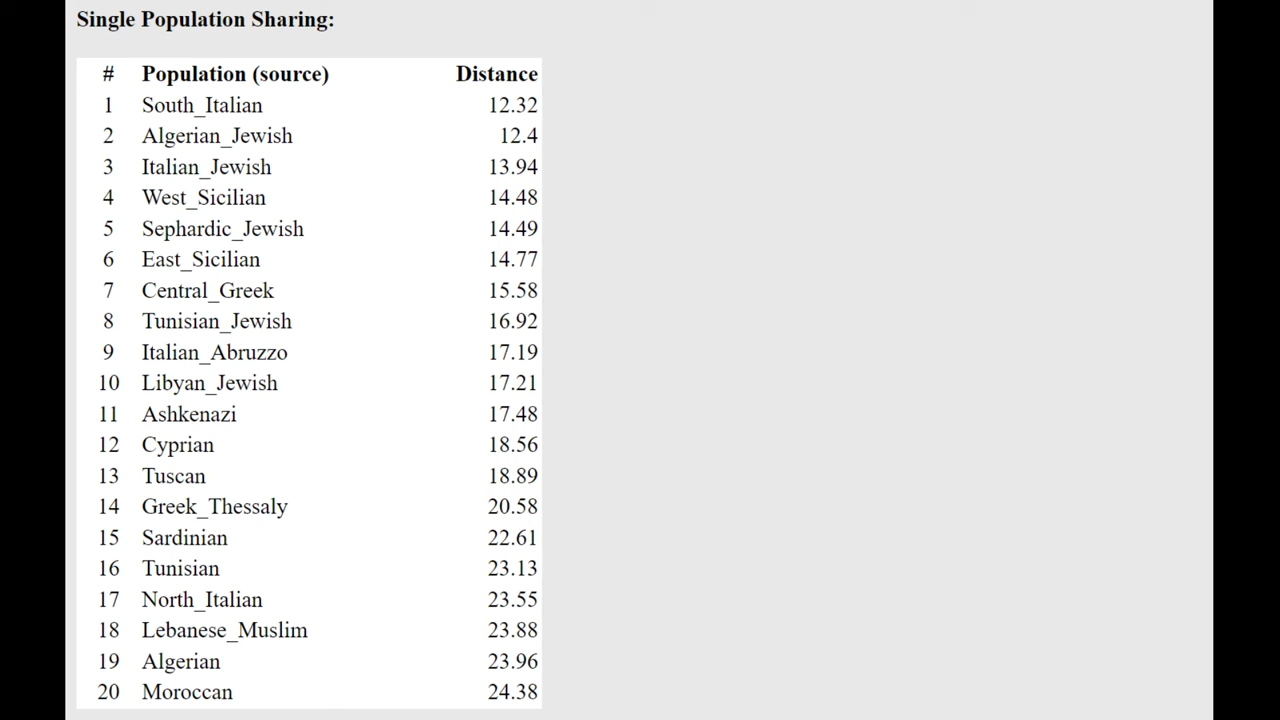 Single Population Sharing:
# Population (source) Distance
1 South_Italian 12.32
2 Algerian_Jewish 12.4
3 Italian_Jewish 13.94
4 West_Sicilian 14.48
5 Sephardic_Jewish 14.49
6 East_Sicilian 14.77
7 Central_Greek 15.58
8 Tunisian_Jewish 16.92
9 Italian_Abruzzo 17.19
10 Libyan_Jewish 17.21
11 Ashkenazi 17.48
12 Cyprian 18.56
13 Tuscan 18.89
14 Greek_Thessaly 20.58
15 Sardinian 22.61
16 Tunisian 23.13
17 North_Italian 23.55
18 Lebanese_Muslim 23.88
19 Algerian 23.96
20 Moroccan 24.38